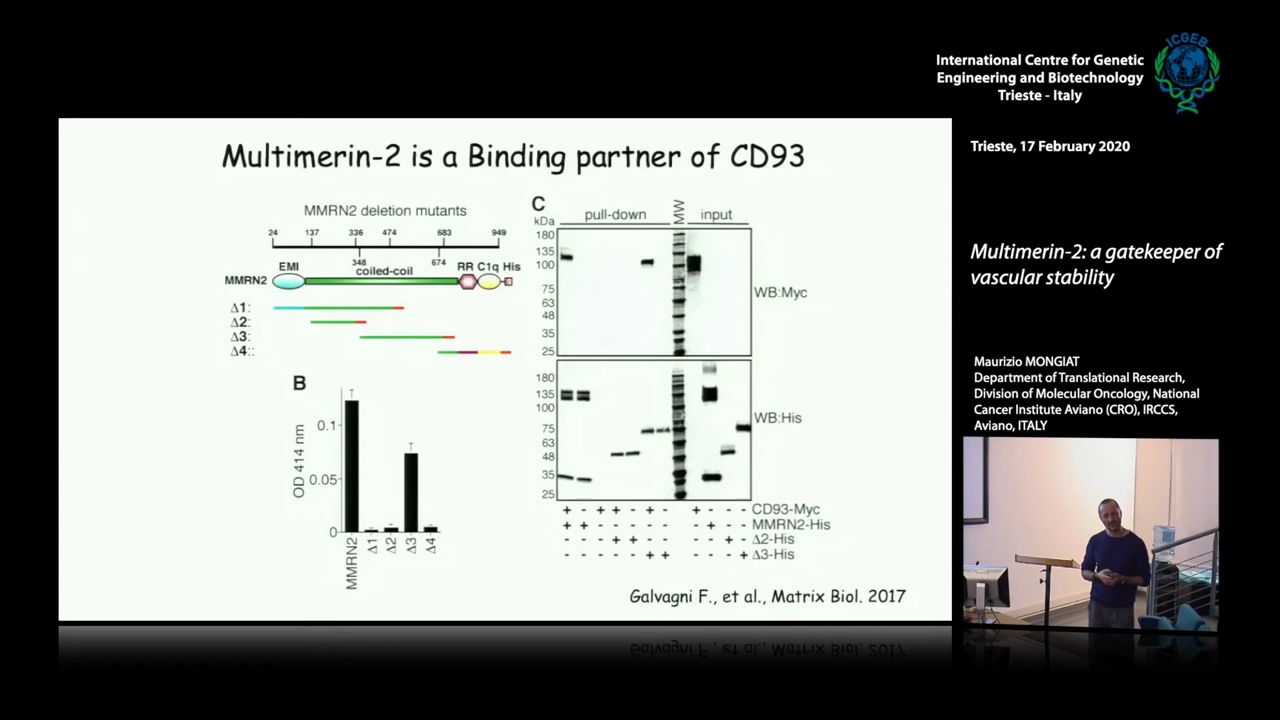 ICGEB
International Centre for Genetic
Engineering and Biotechnology
Trieste - Italy
Trieste, 17 February 2020
Multimerin-2: a gatekeeper of
vascular stability
Maurizio MONGIAT
Department of Translational Research,
Division of Molecular Oncology, National
Cancer Institute Aviano (CRO), IRCCS,
Aviano, ITALY
Multimerin-2 is a Binding partner of CD93
MMRN2 deletion mutants
24 137 336 474 683 949
348 674
EMI coiled-coil RR C1q His
MMRN2
Δ1:
Δ2:
Δ3:
Δ4::
B
OD 414 nm
0.1
0.05
0
MMRN2 Δ1 Δ2 Δ3 Δ4
C
kDa pull-down MW input
180
135
100
75
63
48
35
25
WB:Myc
180
135
100
75
63
48
35
25
WB:His
+ - + + - + - + - - - CD93-Myc
+ + - - - - - - + - - MMRN2-His
- - - + + - - - - + - Δ2-His
- - - - - + + - - - + Δ3-His
Galvagni F., et al., Matrix Biol. 2017